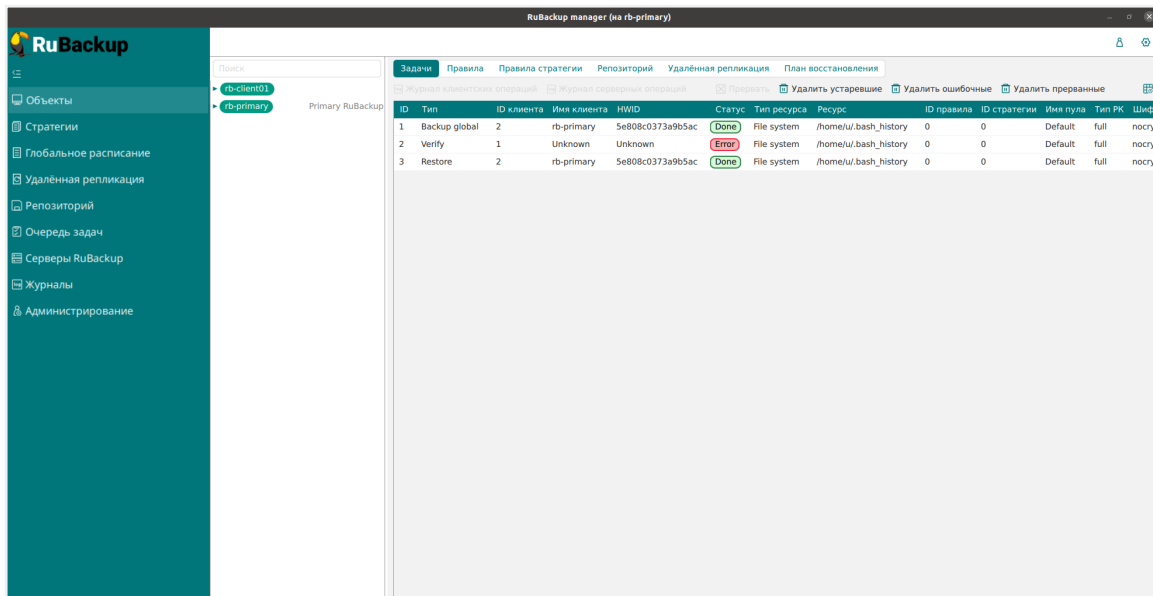 RuBackup manager (на rb-primary)
RuBackup
Объекты
Стратегии
Глобальное расписание
Удалённая репликация
Репозиторий
Очередь задач
Серверы RuBackup
Журналы
Администрирование
Поиск
rb-client01
rb-primary Primary RuBackup
Задачи Правила Правила стратегии Репозиторий Удалённая репликация План восстановления
Журнал клиентских операций Журнал серверных операций Прервать Удалить устаревшие Удалить ошибочные Удалить прерванные
ID Тип ID клиента Имя клиента HWID Статус Тип ресурса Ресурс ID правила ID стратегии Имя пула Тип РК Шиф
1 Backup global 2 rb-primary 5e808c0373a9b5ac Done File system /home/u/.bash_history 0 0 Default full nocry
2 Verify 1 Unknown Unknown Error File system /home/u/.bash_history 0 0 Default full nocry
3 Restore 2 rb-primary 5e808c0373a9b5ac Done File system /home/u/.bash_history 0 0 Default full nocry